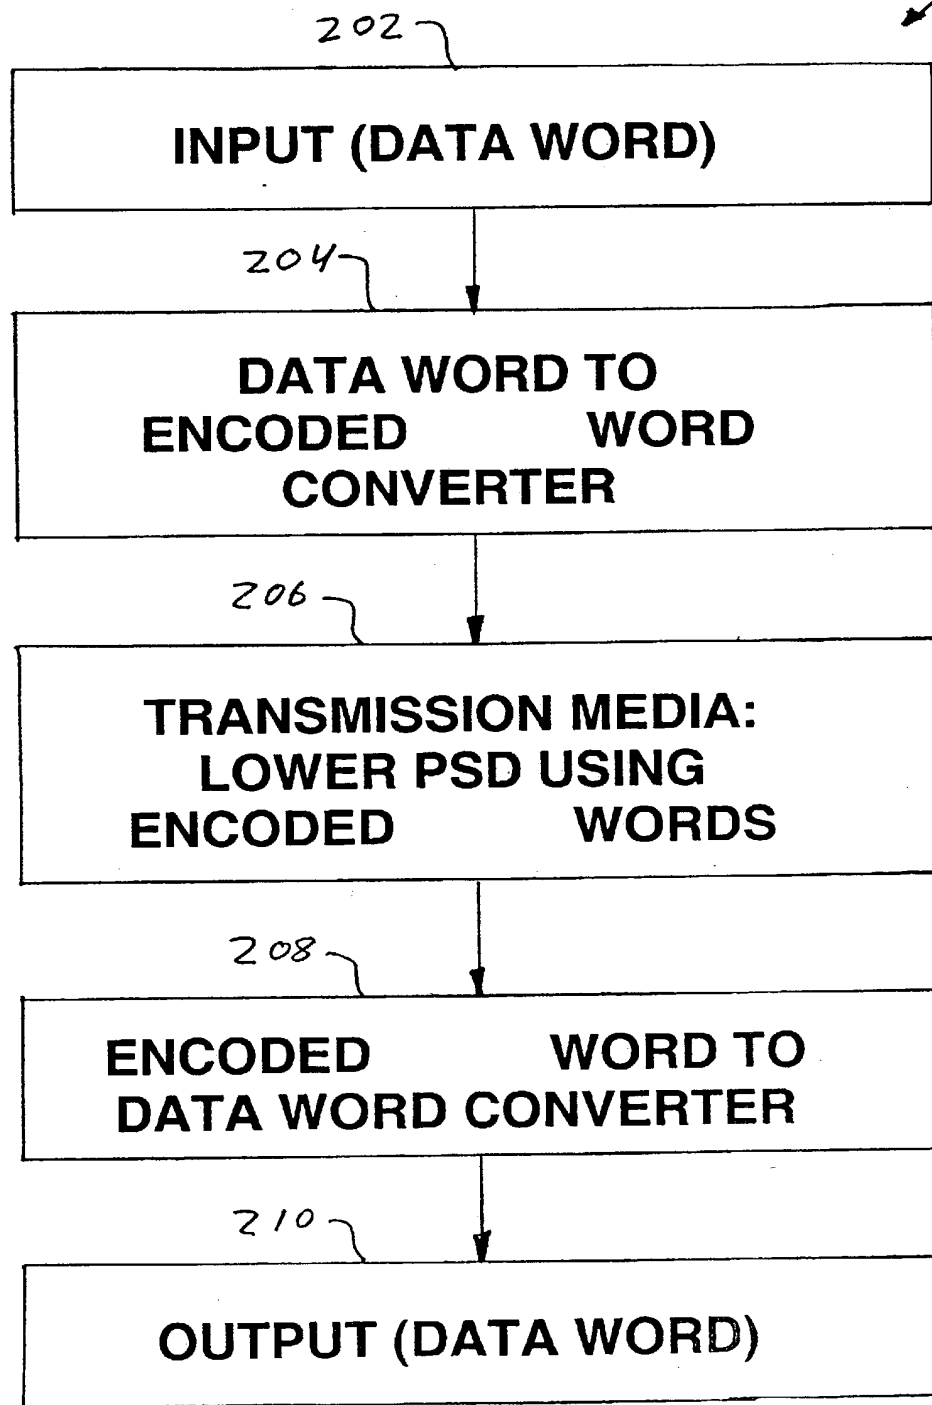 202
INPUT (DATA WORD)
204
DATA WORD TO
ENCODED WORD
CONVERTER
206
TRANSMISSION MEDIA:
LOWER PSD USING
ENCODED WORDS
208
ENCODED WORD TO
DATA WORD CONVERTER
210
OUTPUT (DATA WORD)